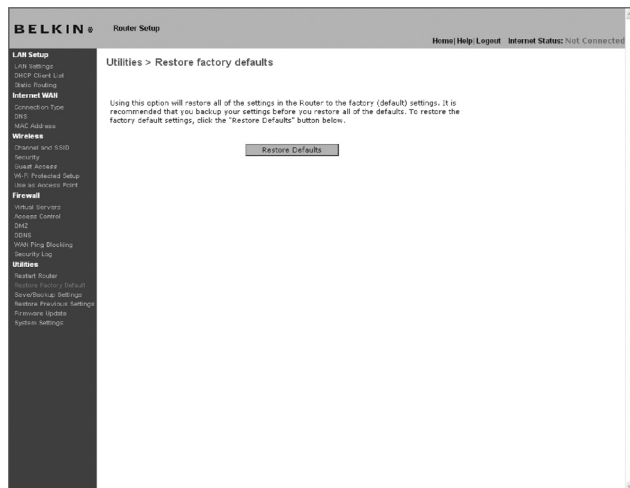 BELKIN
Router Setup
Home|Help|Logout Internet Status: Not Connected
LAN Setup
LAN Settings
DHCP Client List
Static Routing
Internet WAN
Connection Type
DNS
MAC Address
Wireless
Channel and SSID
Security
Guest Access
Wi-Fi Protected Setup
Use as Access Point
Firewall
Virtual Servers
Access Control
DMZ
DDNS
WAN Ping Blocking
Security Log
Utilities
Restart Router
Restore Factory Default
Save/Backup Settings
Restore Previous Settings
Firmware Update
System Settings
Utilities > Restore factory defaults
Using this option will restore all of the settings in the Router to the factory (default) settings. It is
recommended that you backup your settings before you restore all of the defaults. To restore the
factory default settings, click the "Restore Defaults" button below.
Restore Defaults